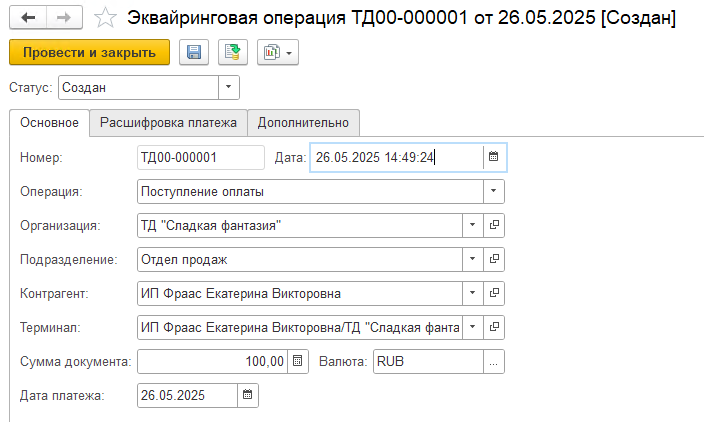 Эквайринговая операция ТД00-000001 от 26.05.2025 [Создан]
Провести и закрыть
Статус: Создан
Основное Расшифровка платежа Дополнительно
Номер: ТД00-000001 Дата: 26.05.2025 14:49:24
Операция: Поступление оплаты
Организация: ТД "Сладкая фантазия"
Подразделение: Отдел продаж
Контрагент: ИП Фраас Екатерина Викторовна
Терминал: ИП Фраас Екатерина Викторовна/ТД "Сладкая фанта
Сумма документа: 100,00 Валюта: RUB ...
Дата платежа: 26.05.2025